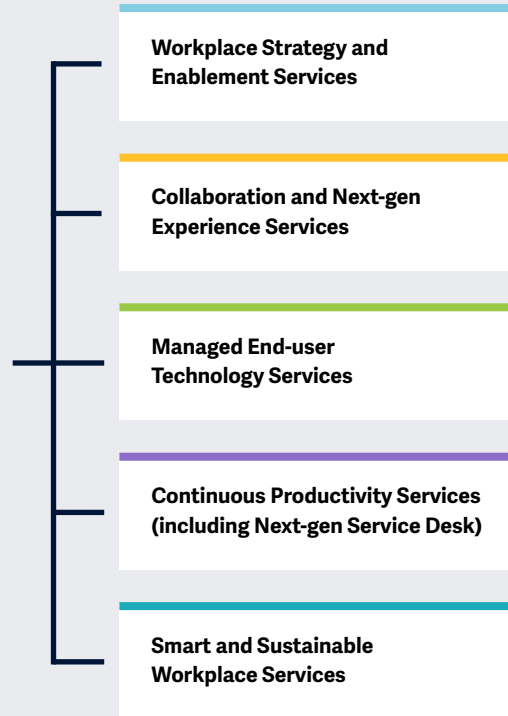 Workplace Strategy and
Enablement Services
Collaboration and Next-gen
Experience Services
Managed End-user
Technology Services
Continuous Productivity Services
(including Next-gen Service Desk)
Smart and Sustainable
Workplace Services